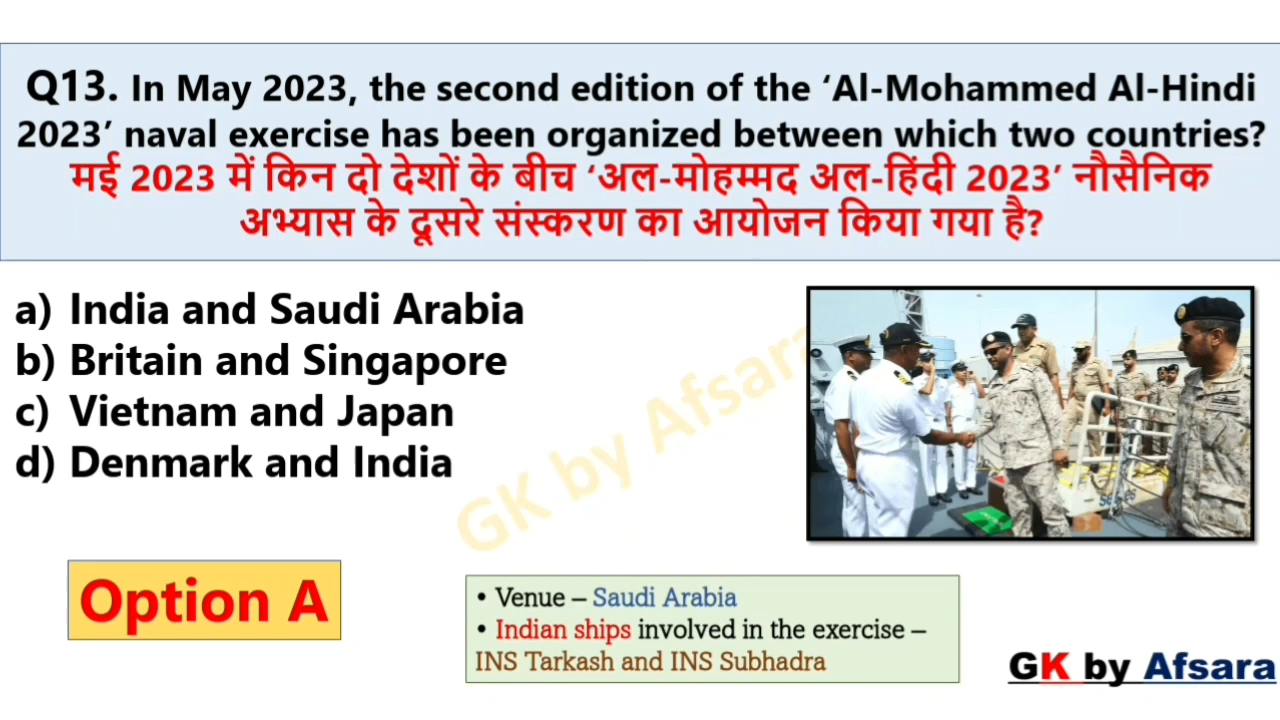 Q13. In May 2023, the second edition of the ‘Al-Mohammed Al-Hindi
2023’ naval exercise has been organized between which two countries?
मई 2023 में किन दो देशों के बीच ‘अल-मोहम्मद अल-हिंदी 2023’ नौसैनिक
अभ्यास के दूसरे संस्करण का आयोजन किया गया है?
a) India and Saudi Arabia
b) Britain and Singapore
c) Vietnam and Japan
d) Denmark and India
GK by Afsara
Option A
• Venue – Saudi Arabia
• Indian ships involved in the exercise –
INS Tarkash and INS Subhadra
GK by Afsara